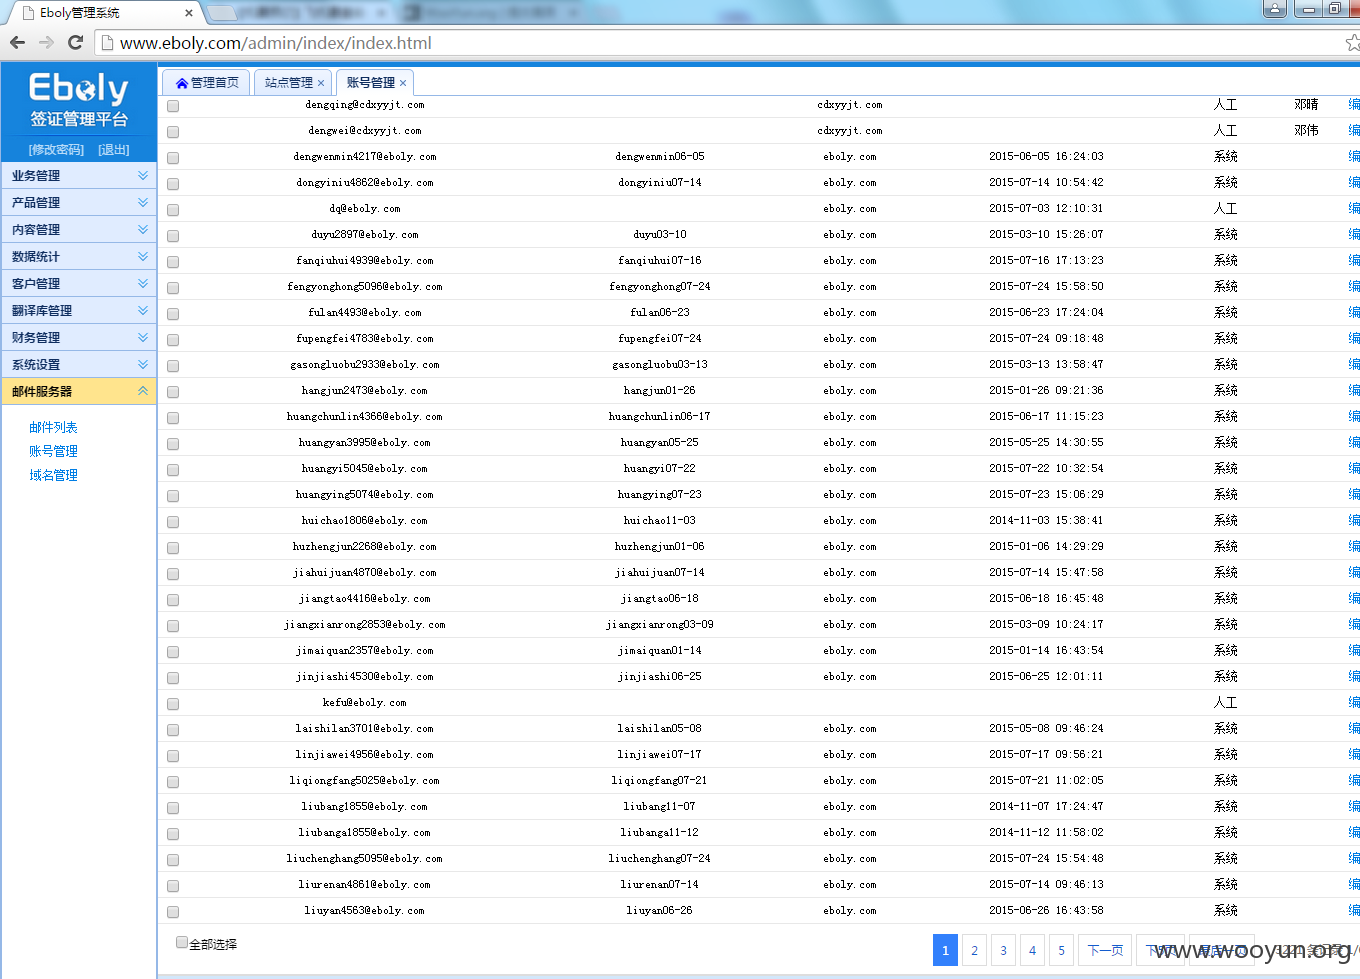 Eboly管理系统
www.eboly.com/admin/index/index.html
Eboly
签证管理平台
[修改密码] [退出]
业务管理
产品管理
内容管理
数据统计
客户管理
翻译库管理
财务管理
系统设置
邮件服务器
邮件列表
账号管理
域名管理
管理首页 站点管理 × 账号管理 ×
dengqing@cdxyyjt.com cdxyyjt.com 人工 邓晴 编
dengwei@cdxyyjt.com cdxyyjt.com 人工 邓伟 编
dengwenmin4217@eboly.com dengwenmin06-05 eboly.com 2015-06-05 16:24:03 系统 编
dongyiniu4862@eboly.com dongyiniu07-14 eboly.com 2015-07-14 10:54:42 系统 编
dq@eboly.com eboly.com 2015-07-03 12:10:31 人工 编
duyu2897@eboly.com duyu03-10 eboly.com 2015-03-10 15:26:07 系统 编
fanqiuhui4939@eboly.com fanqiuhui07-16 eboly.com 2015-07-16 17:13:23 系统 编
fengyonghong5096@eboly.com fengyonghong07-24 eboly.com 2015-07-24 15:58:50 系统 编
fulan4493@eboly.com fulan06-23 eboly.com 2015-06-23 17:24:04 系统 编
fupengfei4783@eboly.com fupengfei07-24 eboly.com 2015-07-24 09:18:48 系统 编
gasongluobu2933@eboly.com gasongluobu03-13 eboly.com 2015-03-13 13:58:47 系统 编
hangjun2473@eboly.com hangjun01-26 eboly.com 2015-01-26 09:21:36 系统 编
huangchunlin4366@eboly.com huangchunlin06-17 eboly.com 2015-06-17 11:15:23 系统 编
huangyan3995@eboly.com huangyan05-25 eboly.com 2015-05-25 14:30:55 系统 编
huangyi5045@eboly.com huangyi07-22 eboly.com 2015-07-22 10:32:54 系统 编
huangying5074@eboly.com huangying07-23 eboly.com 2015-07-23 15:06:29 系统 编
huichao1806@eboly.com huichao11-03 eboly.com 2014-11-03 15:38:41 系统 编
huzhengjun2268@eboly.com huzhengjun01-06 eboly.com 2015-01-06 14:29:29 系统 编
jiahuijuan4870@eboly.com jiahuijuan07-14 eboly.com 2015-07-14 15:47:58 系统 编
jiangtao4416@eboly.com jiangtao06-18 eboly.com 2015-06-18 16:45:48 系统 编
jiangxianrong2853@eboly.com jiangxianrong03-09 eboly.com 2015-03-09 10:24:17 系统 编
jimaiquan2357@eboly.com jimaiquan01-14 eboly.com 2015-01-14 16:43:54 系统 编
jinjiashi4530@eboly.com jinjiashi06-25 eboly.com 2015-06-25 12:01:11 系统 编
kefu@eboly.com 人工 编
laishilan3701@eboly.com laishilan05-08 eboly.com 2015-05-08 09:46:24 系统 编
linjiawei4956@eboly.com linjiawei07-17 eboly.com 2015-07-17 09:56:21 系统 编
liqiongfang5025@eboly.com liqiongfang07-21 eboly.com 2015-07-21 11:02:05 系统 编
liubang1855@eboly.com liubang11-07 eboly.com 2014-11-07 17:24:47 系统 编
liubanga1855@eboly.com liubanga11-12 eboly.com 2014-11-12 11:58:02 系统 编
liuchenghang5095@eboly.com liuchenghang07-24 eboly.com 2015-07-24 15:54:48 系统 编
liurenan4861@eboly.com liurenan07-14 eboly.com 2015-07-14 09:46:13 系统 编
liuyan4563@eboly.com liuyan06-26 eboly.com 2015-06-26 16:43:58 系统 编
全部选择 1 2 3 4 5 下一页
www.wooyun.org